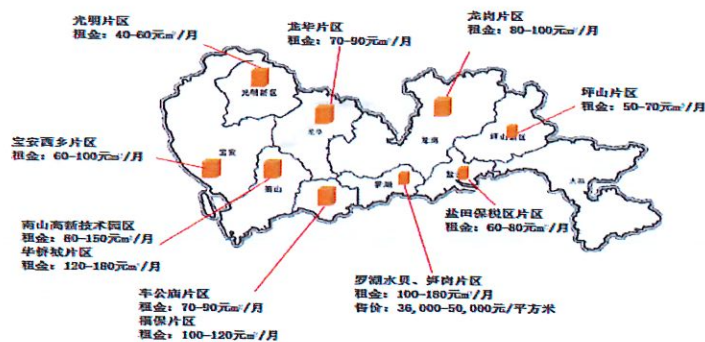 光明片区
租金：40-60元㎡/月
龙华片区
租金：70-90元㎡/月
龙岗片区
租金：80-100元㎡/月
坪山片区
租金：50-70元㎡/月
宝安西乡片区
租金：60-100元㎡/月
光明新区
龙华
龙岗
坪山新区
宝安
南山
罗湖
盐
大鹏
南山高新技术园区
租金：80-150元㎡/月
华侨城片区
租金：120-180元㎡/月
盐田保税区片区
租金：60-80元㎡/月
车公庙片区
租金：70-90元㎡/月
福保片区
租金：100-120元㎡/月
罗湖水贝、笋岗片区
租金：100-180元㎡/月
售价：36,000-50,000元/平方米